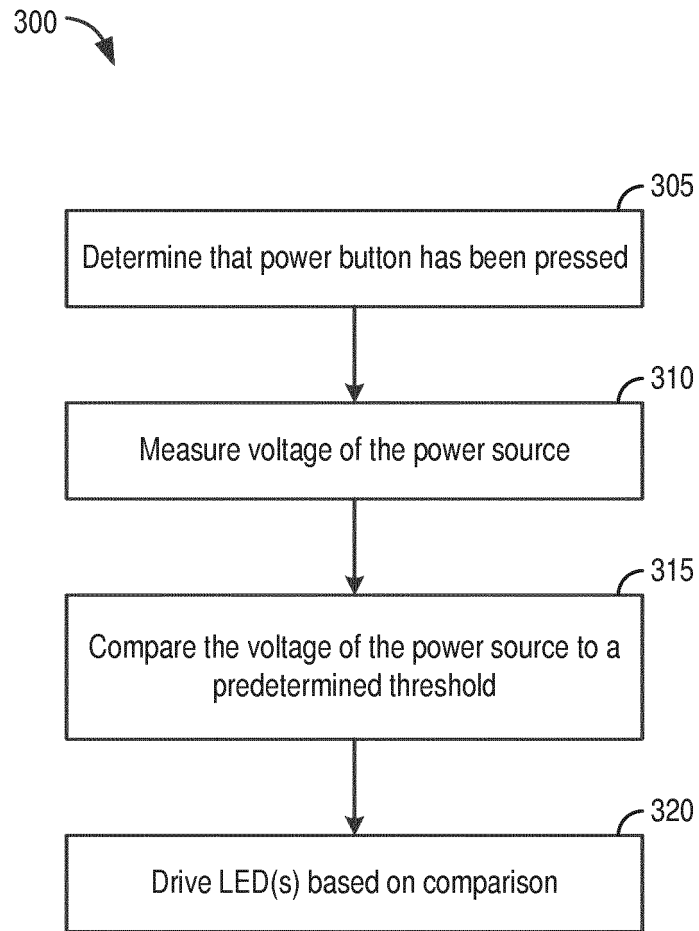 300
305
Determine that power button has been pressed
310
Measure voltage of the power source
315
Compare the voltage of the power source to a
predetermined threshold
320
Drive LED(s) based on comparison